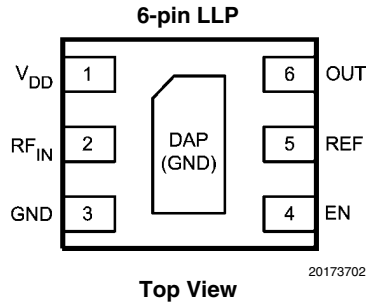 6-pin LLP
VDD 1 6 OUT
RFIN 2 DAP (GND) 5 REF
GND 3 4 EN
20173702
Top View